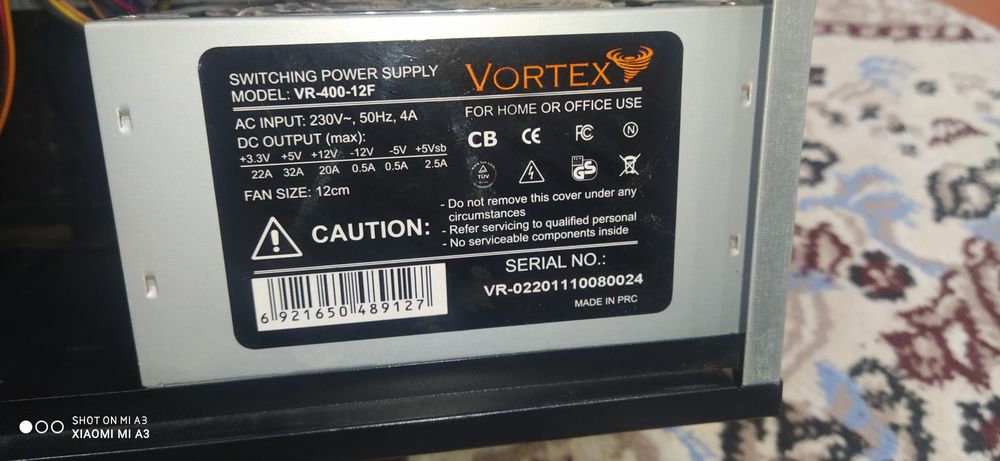 SWITCHING POWER SUPPLY
MODEL: VR-400-12F
VORTEX
FOR HOME OR OFFICE USE
AC INPUT: 230V~, 50Hz, 4A
DC OUTPUT (max):
+3.3V +5V +12V -12V -5V +5Vsb
22A 32A 20A 0.5A 0.5A 2.5A
FAN SIZE: 12cm
CB CE FC N
TÜV GS
CAUTION:
- Do not remove this cover under any
circumstances
- Refer servicing to qualified personal
- No serviceable components inside
SERIAL NO.:
VR-02201110080024
MADE IN PRC
6 921650 489127
SHOT ON MI A3
XIAOMI MI A3